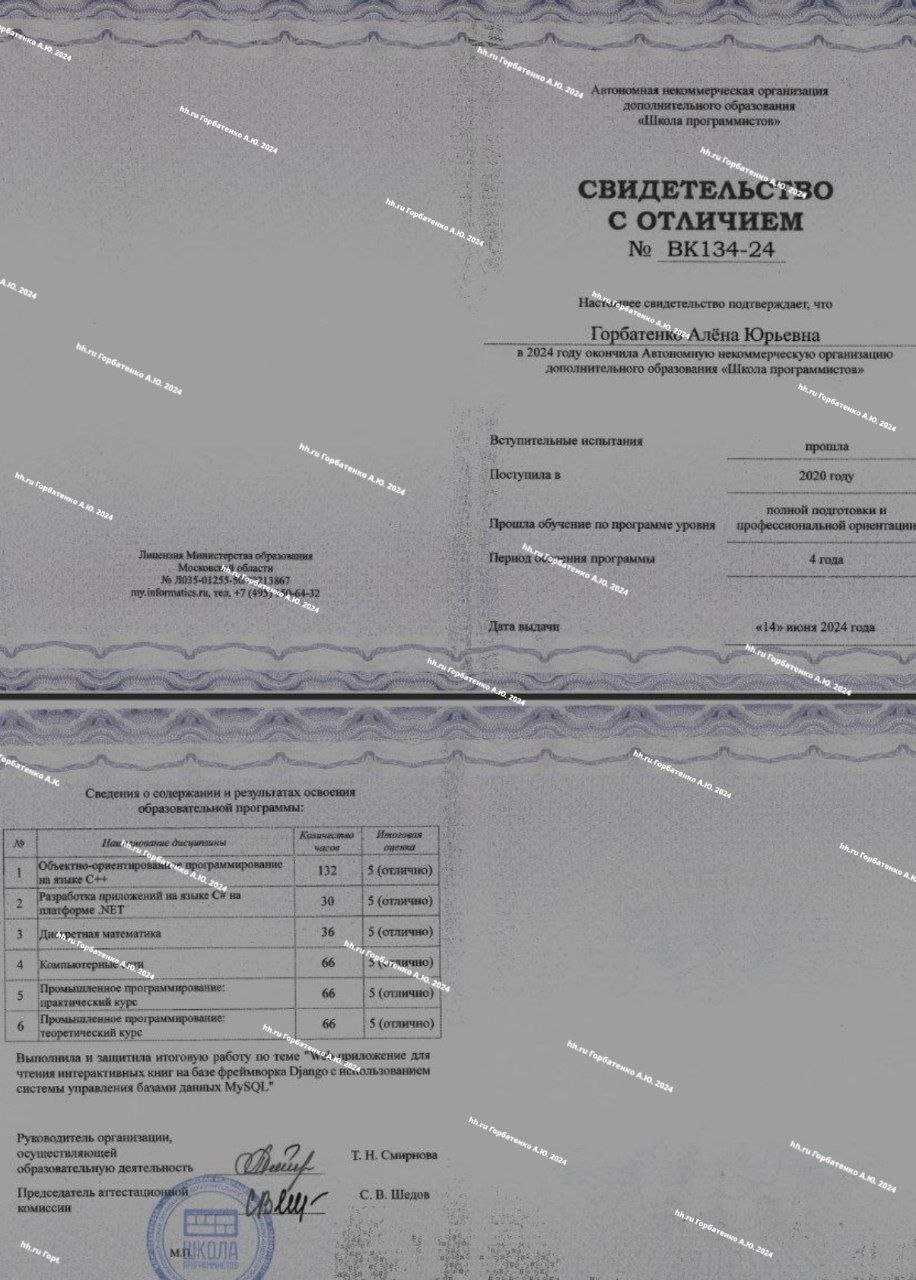 Автономная некоммерческая организация
дополнительного образования
«Школа программистов»
СВИДЕТЕЛЬСТВО
С ОТЛИЧИЕМ
№ ВК134-24
Настоящее свидетельство подтверждает, что
Горбатенко Алёна Юрьевна
в 2024 году окончила Автономную некоммерческую организацию
дополнительного образования «Школа программистов»
Вступительные испытания прошла
Поступила в 2020 году
Прошла обучение по программе уровня полной подготовки и
профессиональной ориентации
Период освоения программы 4 года
Дата выдачи «14» июня 2024 года
Лицензия Министерства образования
Московской области
№ Л035-01255-
my.informatics.ru, тел. +7
Сведения о содержании и результатах освоения
образовательной программы:
№ Наименование дисциплины Количество часов Итоговая оценка
1 Объектно-ориентированное программирование
на языке C++ 132 5 (отлично)
2 Разработка приложений на языке C# на
платформе .NET 30 5 (отлично)
3 Дискретная математика 36 5 (отлично)
4 Компьютерные сети 66 5 (отлично)
5 Промышленное программирование:
практический курс 66 5 (отлично)
6 Промышленное программирование:
теоретический курс 66 5 (отлично)
Выполнила и защитила итоговую работу по теме "Web-приложение для
чтения интерактивных книг на базе фреймворка Django с использованием
системы управления базами данных MySQL"
Руководитель организации,
осуществляющей
образовательную деятельность Т. Н. Смирнова
Председатель аттестационной
комиссии С. В. Шедов
М.П.
ШКОЛА
ПРОГРАММИСТОВ
hh.ru Горбатенко А.Ю. 2024